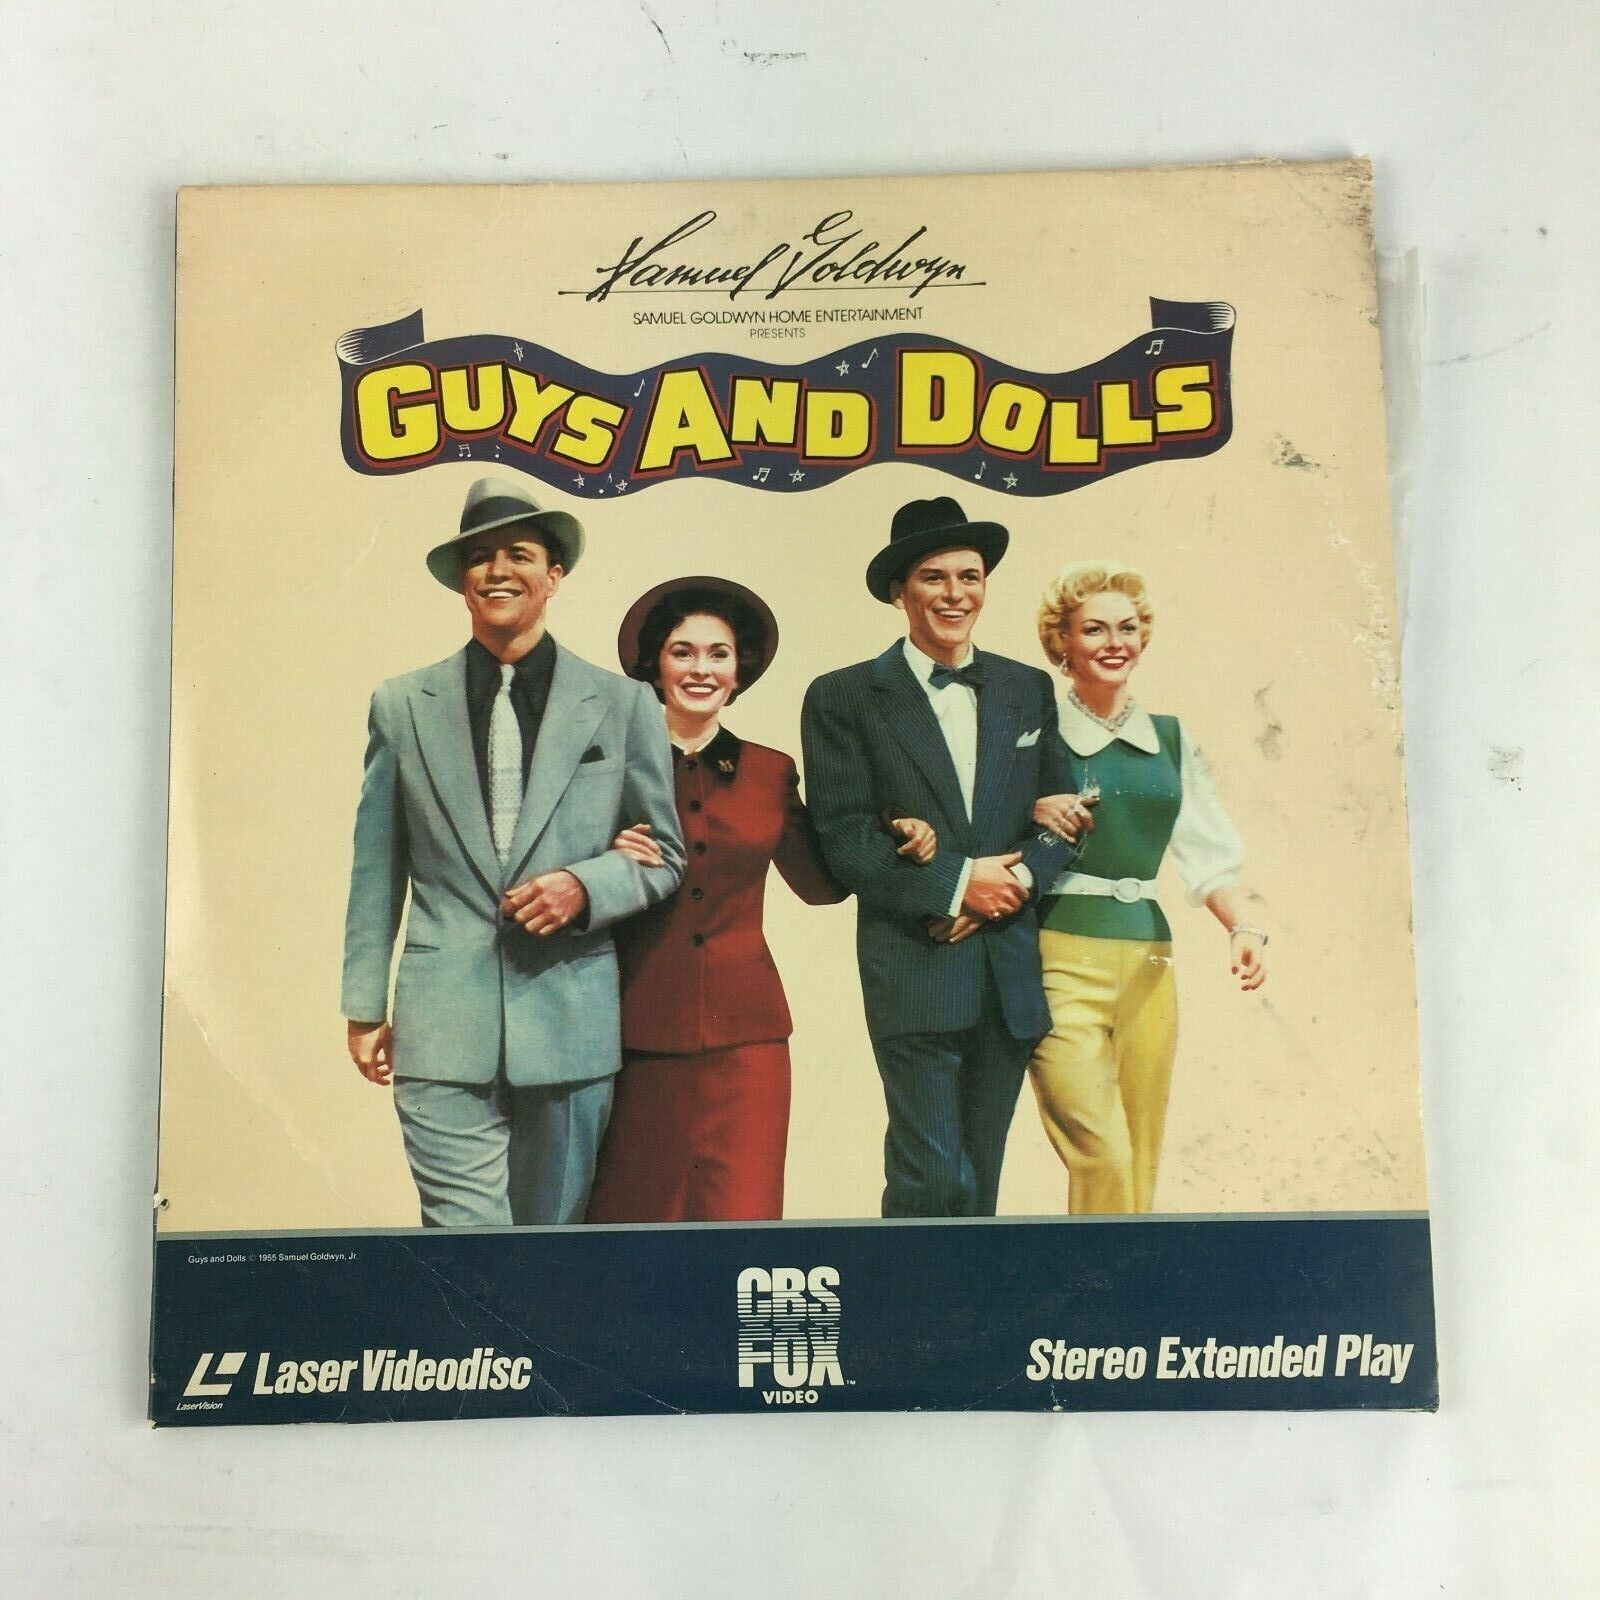 Samuel Goldwyn
SAMUEL GOLDWYN HOME ENTERTAINMENT
PRESENTS
GUYS AND DOLLS
Guys and Dolls © 1955 Samuel Goldwyn, Jr.
CBS
FOX
VIDEO
TM
Laser Videodisc
LaserVision
Stereo Extended Play